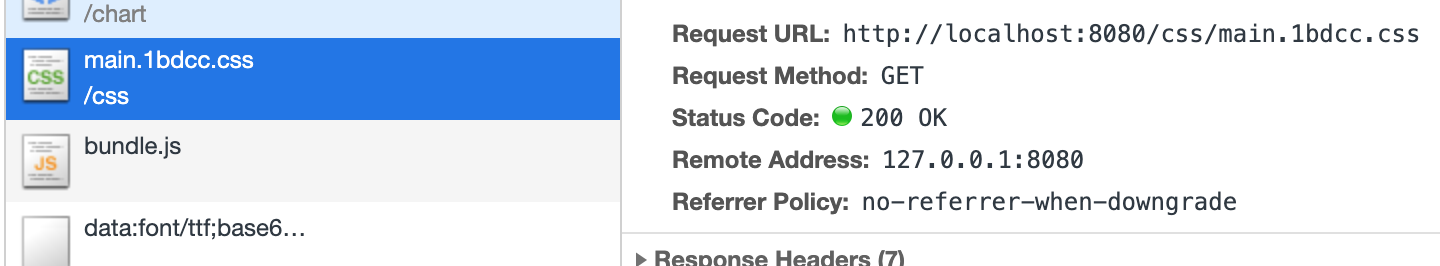 /chart
CSS
main.1bdcc.css
/css
JS
bundle.js
data:font/ttf;base6…
Request URL: http://localhost:8080/css/main.1bdcc.css
Request Method: GET
Status Code: 200 OK
Remote Address: 127.0.0.1:8080
Referrer Policy: no-referrer-when-downgrade
Response Headers (7)